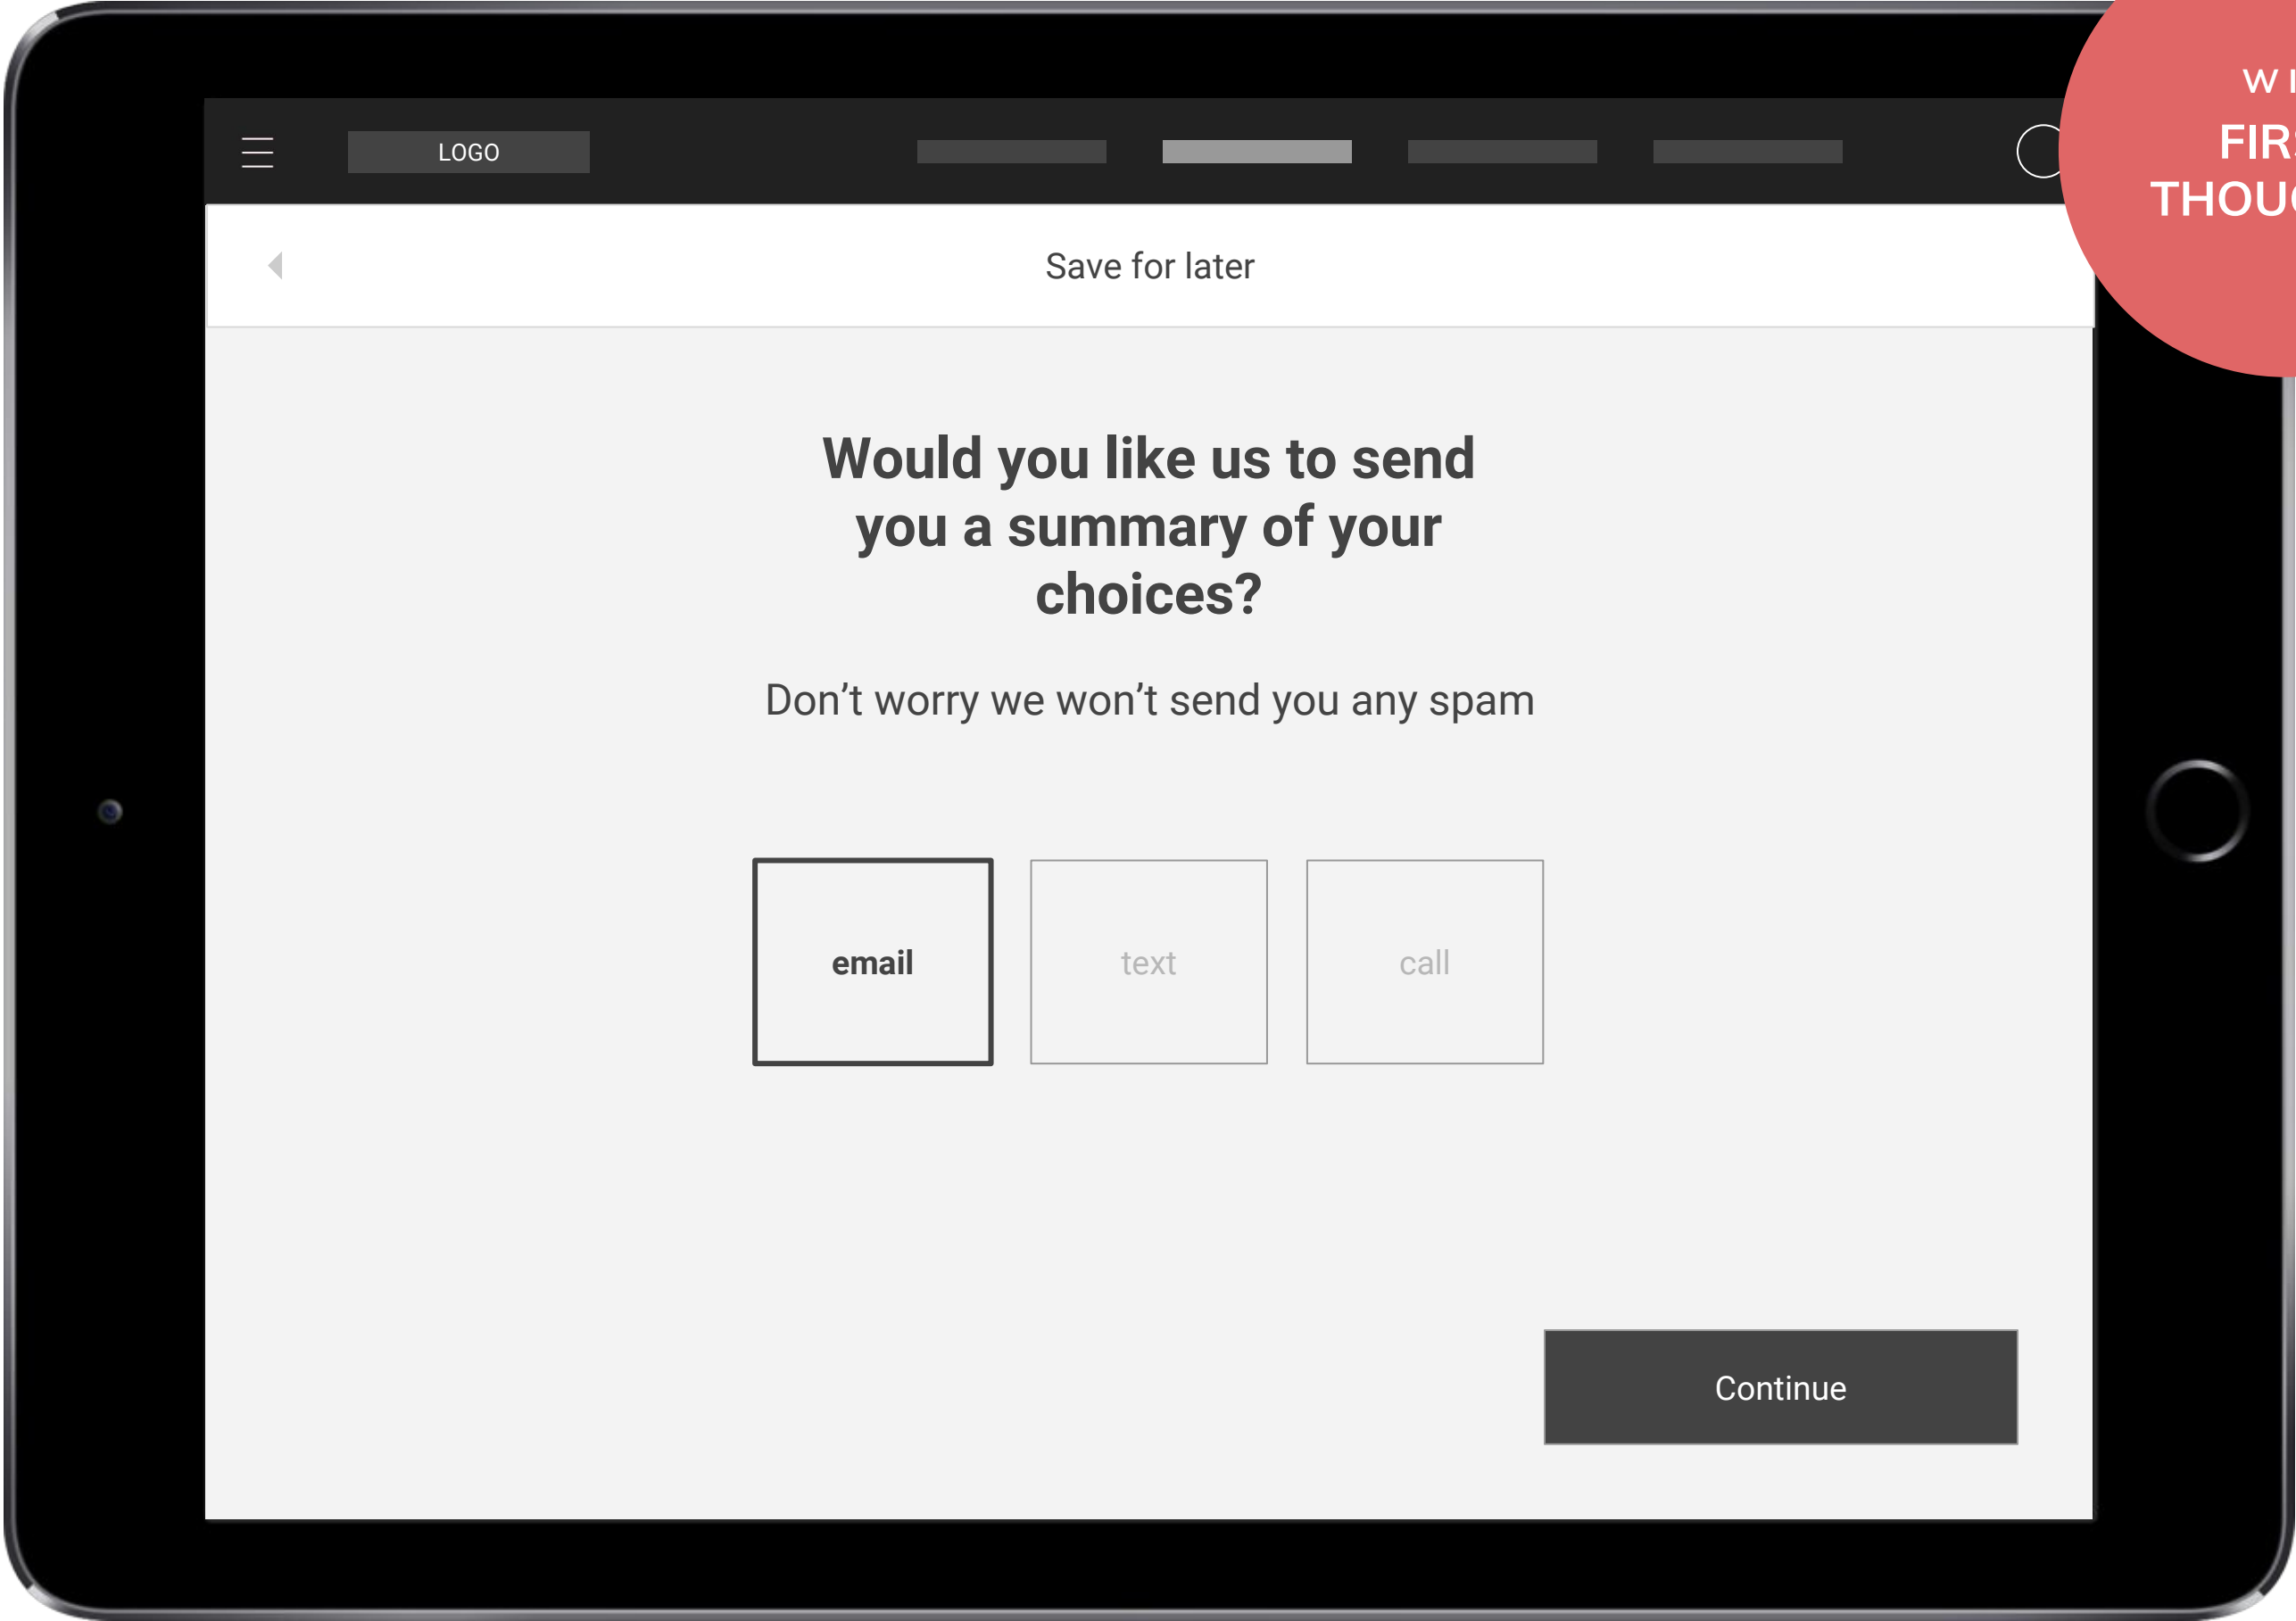 LOGO
Save for later
Would you like us to send
you a summary of your
choices?
Don’t worry we won’t send you any spam
email
text
call
Continue